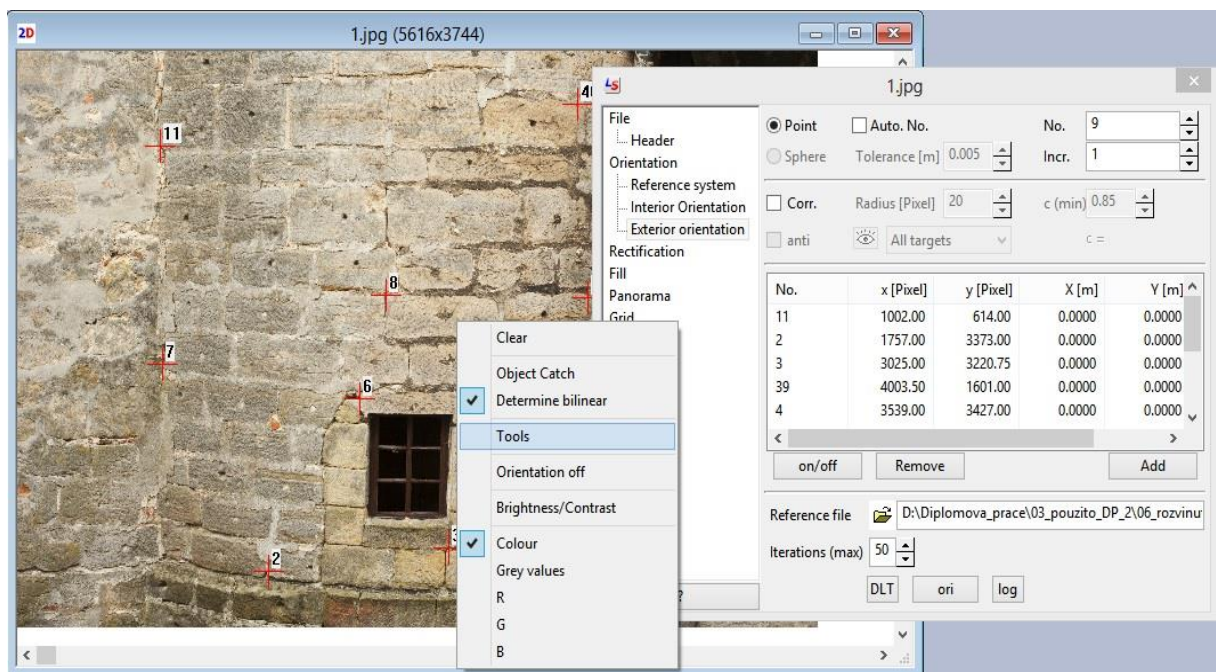 2D 1.jpg (5616x3744)
11
8
7
6
2
Clear
Object Catch
Determine bilinear
Tools
Orientation off
Brightness/Contrast
Colour
Grey values
R
G
B
LS 1.jpg
File
Header
Orientation
Reference system
Interior Orientation
Exterior orientation
Rectification
Fill
Panorama
Grid
?
Point Auto. No. No. 9
Sphere Tolerance [m] 0.005 Incr. 1
Corr. Radius [Pixel] 20 c (min) 0.85
anti All targets c =
No. x [Pixel] y [Pixel] X [m] Y [m]
11 1002.00 614.00 0.0000 0.0000
2 1757.00 3373.00 0.0000 0.0000
3 3025.00 3220.75 0.0000 0.0000
39 4003.50 1601.00 0.0000 0.0000
4 3539.00 3427.00 0.0000 0.0000
on/off Remove Add
Reference file D:\Diplomova_prace\03_pouzito_DP_2\06_rozvinu
Iterations (max) 50
DLT ori log